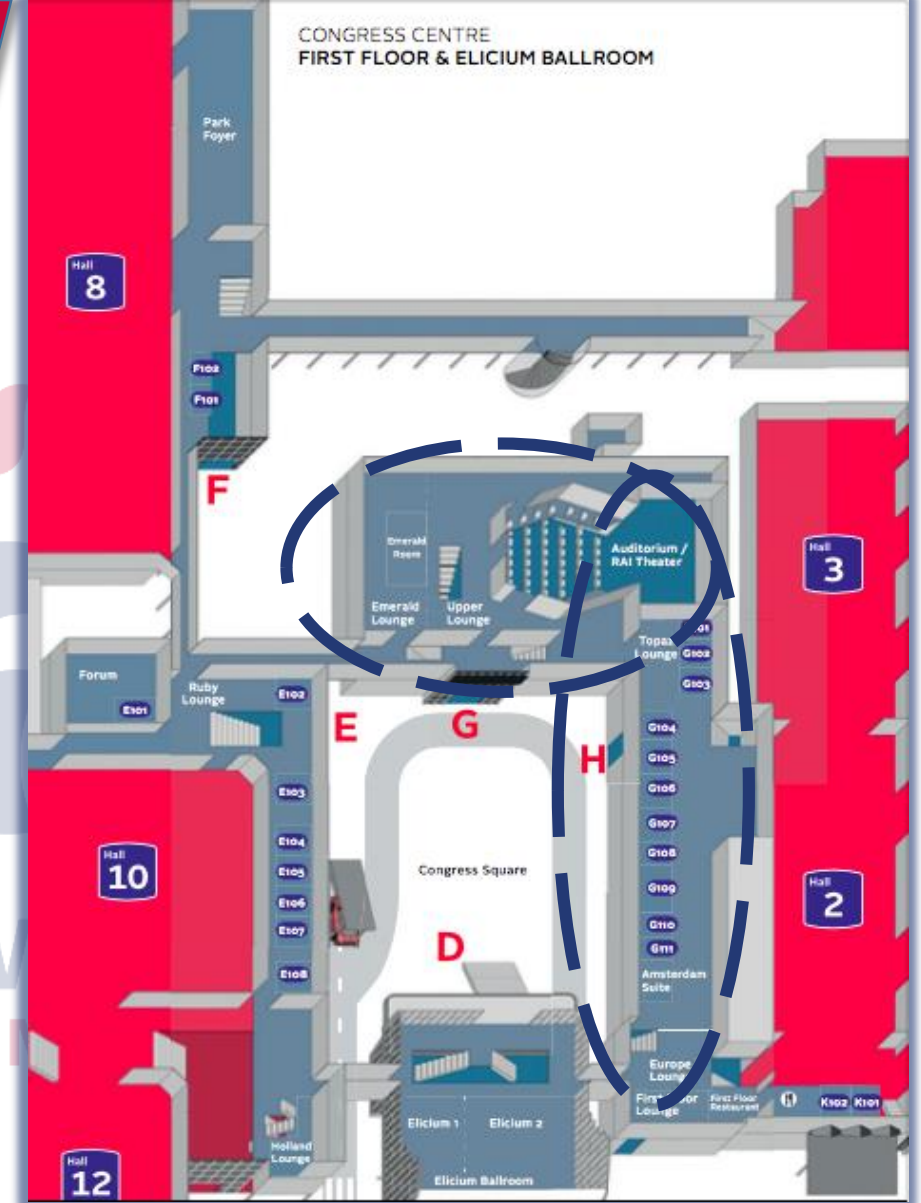 CONGRESS CENTRE
FIRST FLOOR & ELICIUM BALLROOM
Park
Foyer
Hall
8
F102
F101
F
Emerald
Room
Auditorium /
RAI Theater
Hall
3
Emerald
Lounge
Upper
Lounge
Topaz
Lounge
G102
G103
Forum
E101
Ruby
Lounge
E102
E
G
H
G104
G105
G106
G107
G108
G109
G110
G111
E103
E104
E105
E106
E107
E108
Hall
10
Congress Square
D
Hall
2
Amsterdam
Suite
Europe
Lounge
Lounge
First Floor
Restaurant
K102
K101
Elicium 1
Elicium 2
Holland
Lounge
Elicium Ballroom
Hall
12